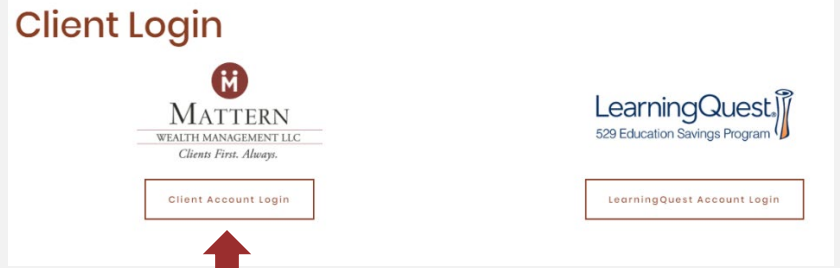 Client Login
MATTERN
WEALTH MANAGEMENT LLC
Clients First. Always.
Client Account Login
LearningQuest®
529 Education Savings Program
LearningQuest Account Login